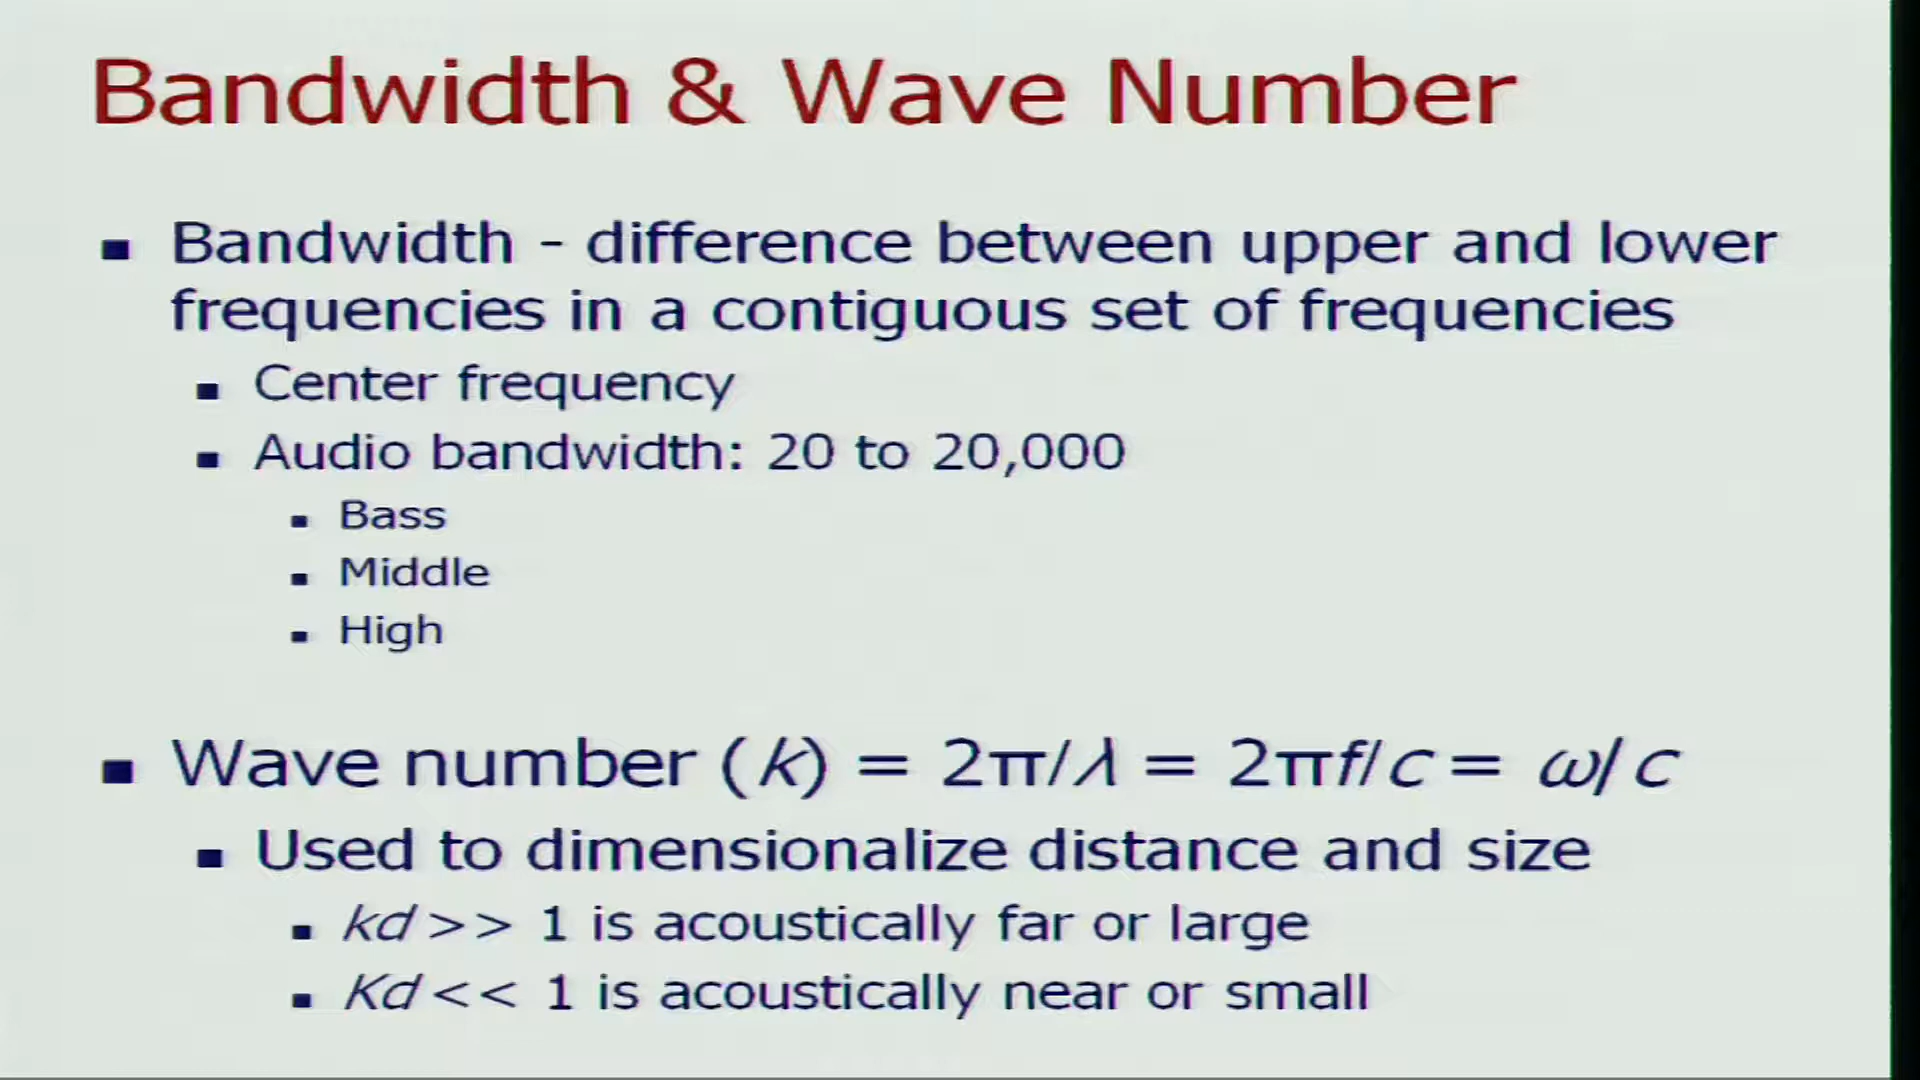 Bandwidth & Wave Number
▪ Bandwidth - difference between upper and lower
frequencies in a contiguous set of frequencies
▪ Center frequency
▪ Audio bandwidth: 20 to 20,000
▪ Bass
▪ Middle
▪ High
▪ Wave number (k) = 2π/λ = 2πf/c = ω/c
▪ Used to dimensionalize distance and size
▪ kd >> 1 is acoustically far or large
▪ Kd << 1 is acoustically near or small